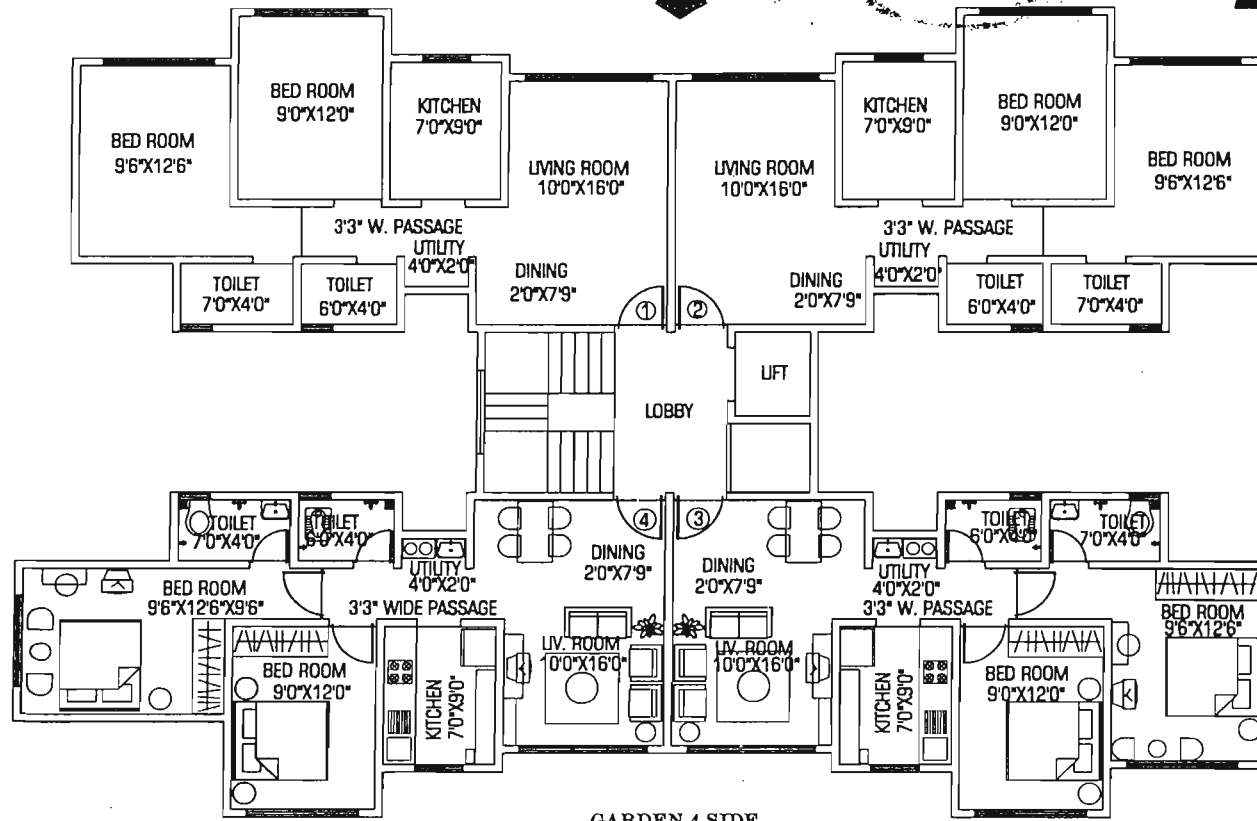 BED ROOM
9'0"X12'0"
KITCHEN
7'0"X9'0"
BED ROOM
9'6"X12'6"
LIVING ROOM
10'0"X16'0"
3'3" W. PASSAGE
UTILITY
4'0"X2'0"
DINING
2'0"X7'9"
TOILET
7'0"X4'0"
TOILET
6'0"X4'0"
1
LIVING ROOM
10'0"X16'0"
KITCHEN
7'0"X9'0"
BED ROOM
9'0"X12'0"
BED ROOM
9'6"X12'6"
3'3" W. PASSAGE
UTILITY
4'0"X2'0"
DINING
2'0"X7'9"
TOILET
6'0"X4'0"
TOILET
7'0"X4'0"
2
LIFT
LOBBY
4
3
TOILET
7'0"X4'0"
TOILET
6'0"X4'0"
DINING
2'0"X7'9"
UTILITY
4'0"X2'0"
BED ROOM
9'6"X12'6"X9'6"
3'3" WIDE PASSAGE
BED ROOM
9'0"X12'0"
KITCHEN
7'0"X9'0"
LIV. ROOM
10'0"X16'0"
DINING
2'0"X7'9"
TOILET
6'0"X4'0"
TOILET
7'0"X4'0"
UTILITY
4'0"X2'0"
3'3" W. PASSAGE
BED ROOM
9'6"X12'6"
LIV. ROOM
10'0"X16'0"
KITCHEN
7'0"X9'0"
BED ROOM
9'0"X12'0"
GARDEN 4 SIDE